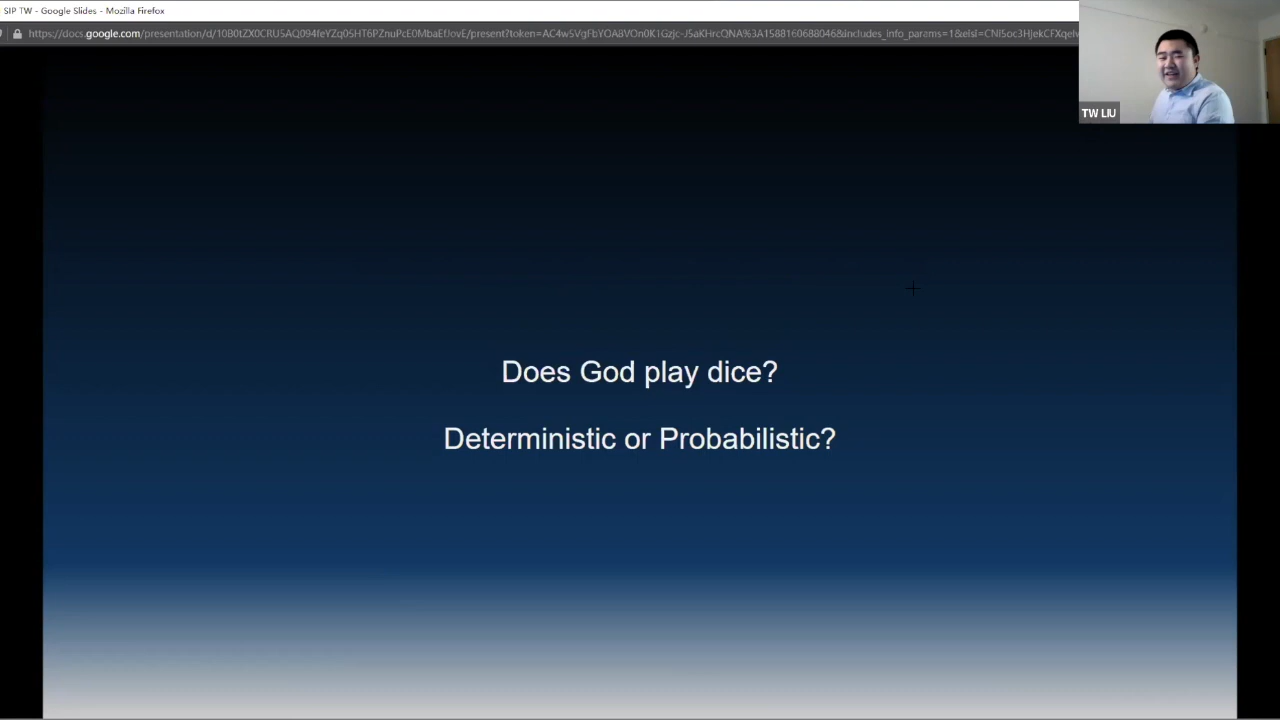 SIP TW - Google Slides - Mozilla Firefox
TW LIU
Does God play dice?
Deterministic or Probabilistic?